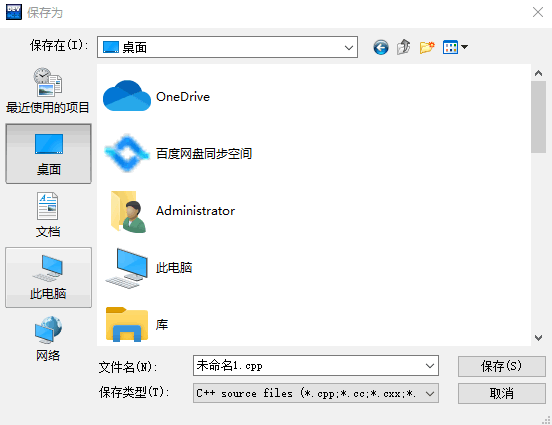 DEV
保存为
保存在(I):
桌面
最近使用的项目
桌面
文档
此电脑
网络
OneDrive
百度网盘同步空间
Administrator
此电脑
库
文件名(N):
未命名1.cpp
保存(S)
保存类型(T):
C++ source files (*.cpp;*.cc;*.cxx;*.
取消